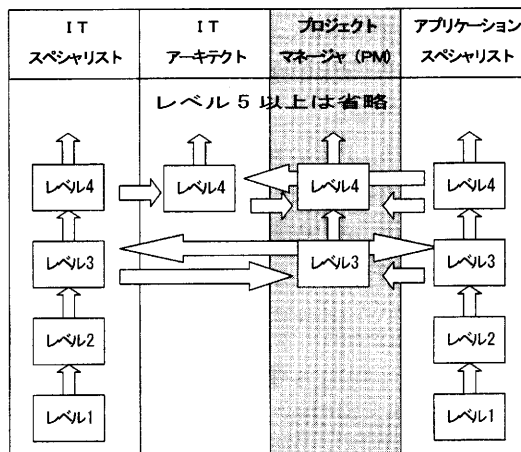 ＩＴ
スペシャリスト
ＩＴ
アーキテクト
プロジェクト
マネージャ（PM）
アプリケーション
スペシャリスト
レベル５以上は省略
レベル4
レベル4
レベル4
レベル4
レベル3
レベル3
レベル3
レベル2
レベル2
レベル1
レベル1